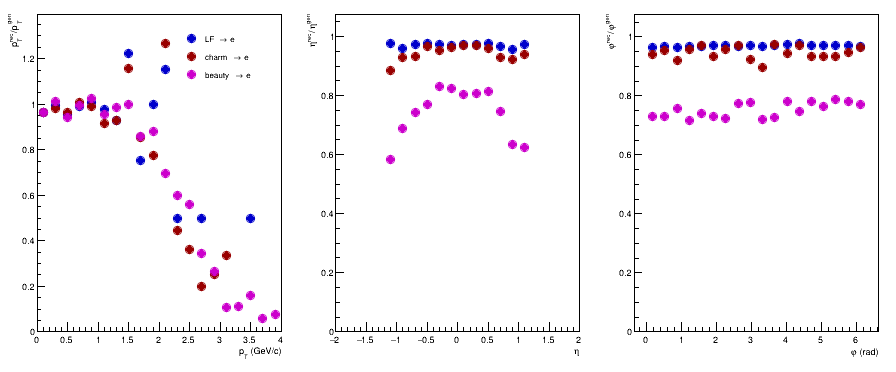 p_T^rec/p_T^gen
1.2
1
0.8
0.6
0.4
0.2
0
LF → e
charm → e
beauty → e
0 0.5 1 1.5 2 2.5 3 3.5 4
p_T (GeV/c)
η^rec/η^gen
1
0.8
0.6
0.4
0.2
0
−2 −1.5 −1 −0.5 0 0.5 1 1.5 2
η
φ^rec/φ^gen
1
0.8
0.6
0.4
0.2
0
0 1 2 3 4 5 6
φ (rad)